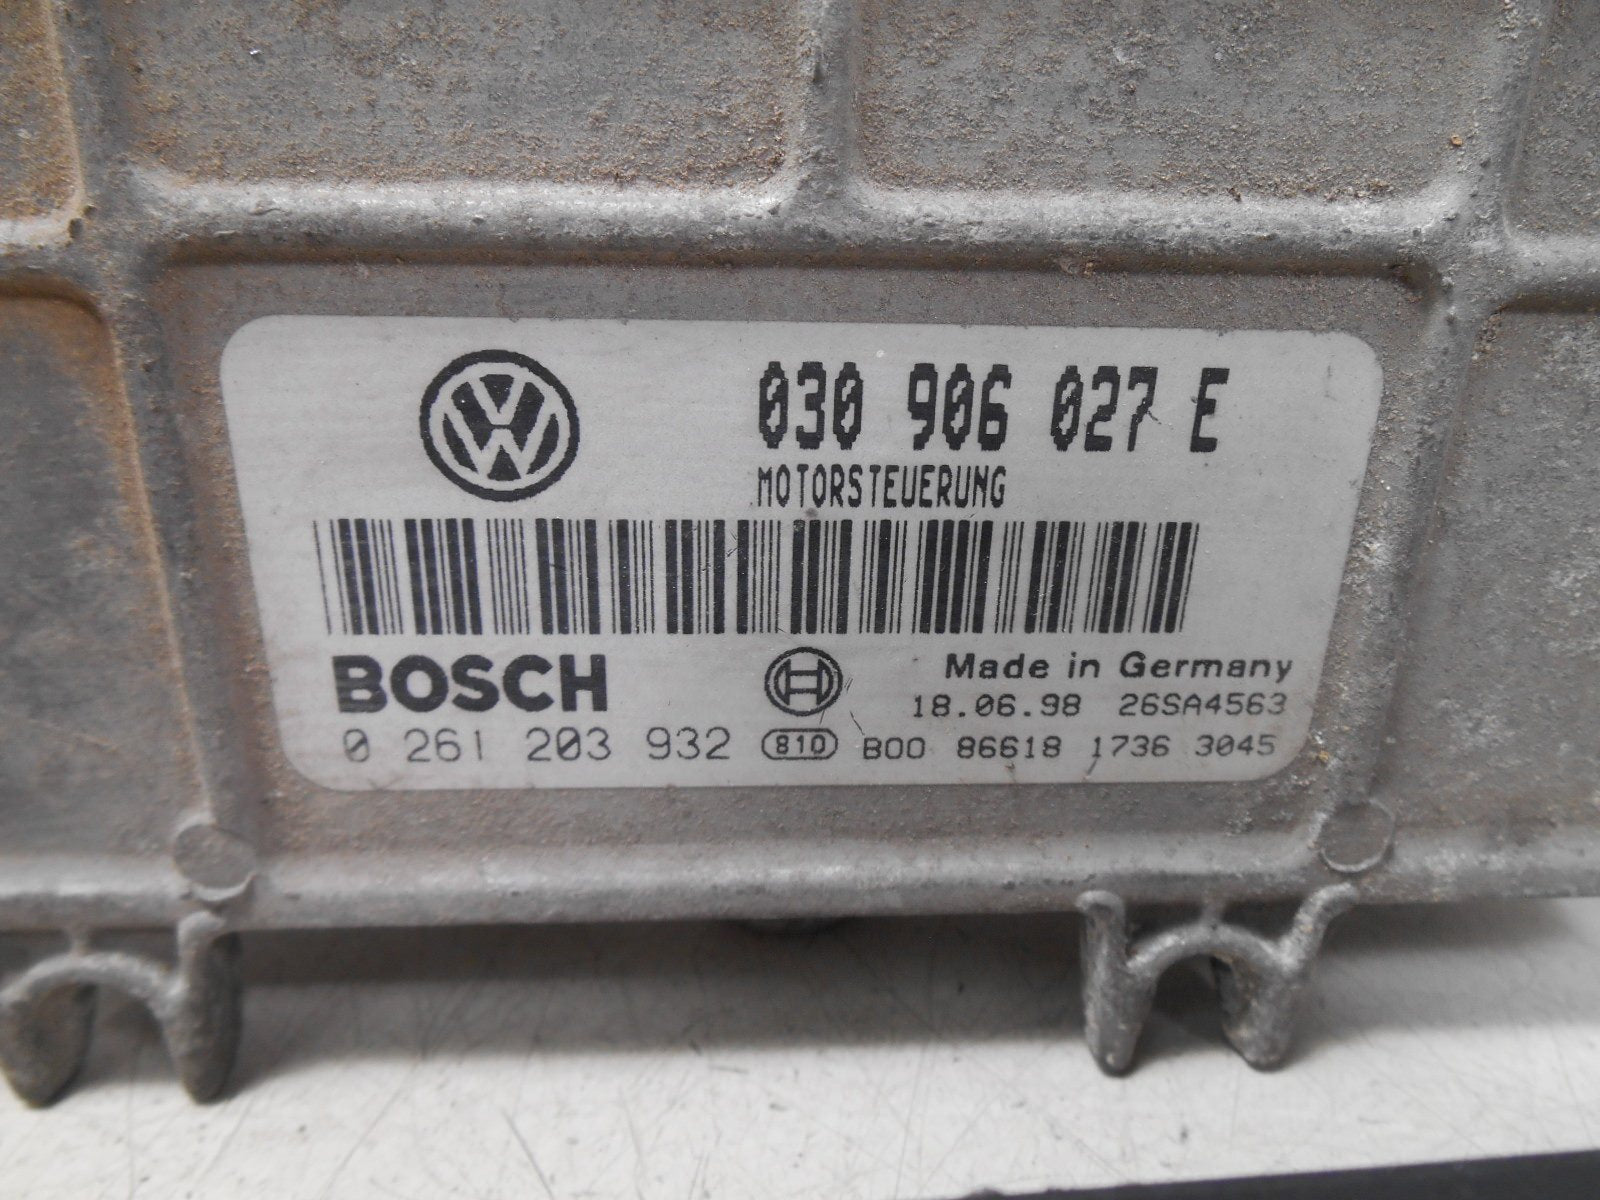 030 906 027 E
MOTORSTEUERUNG
BOSCH
Made in Germany
18.06.98 26SA4563
0 261 203 932 810 B00 86618 1736 3045